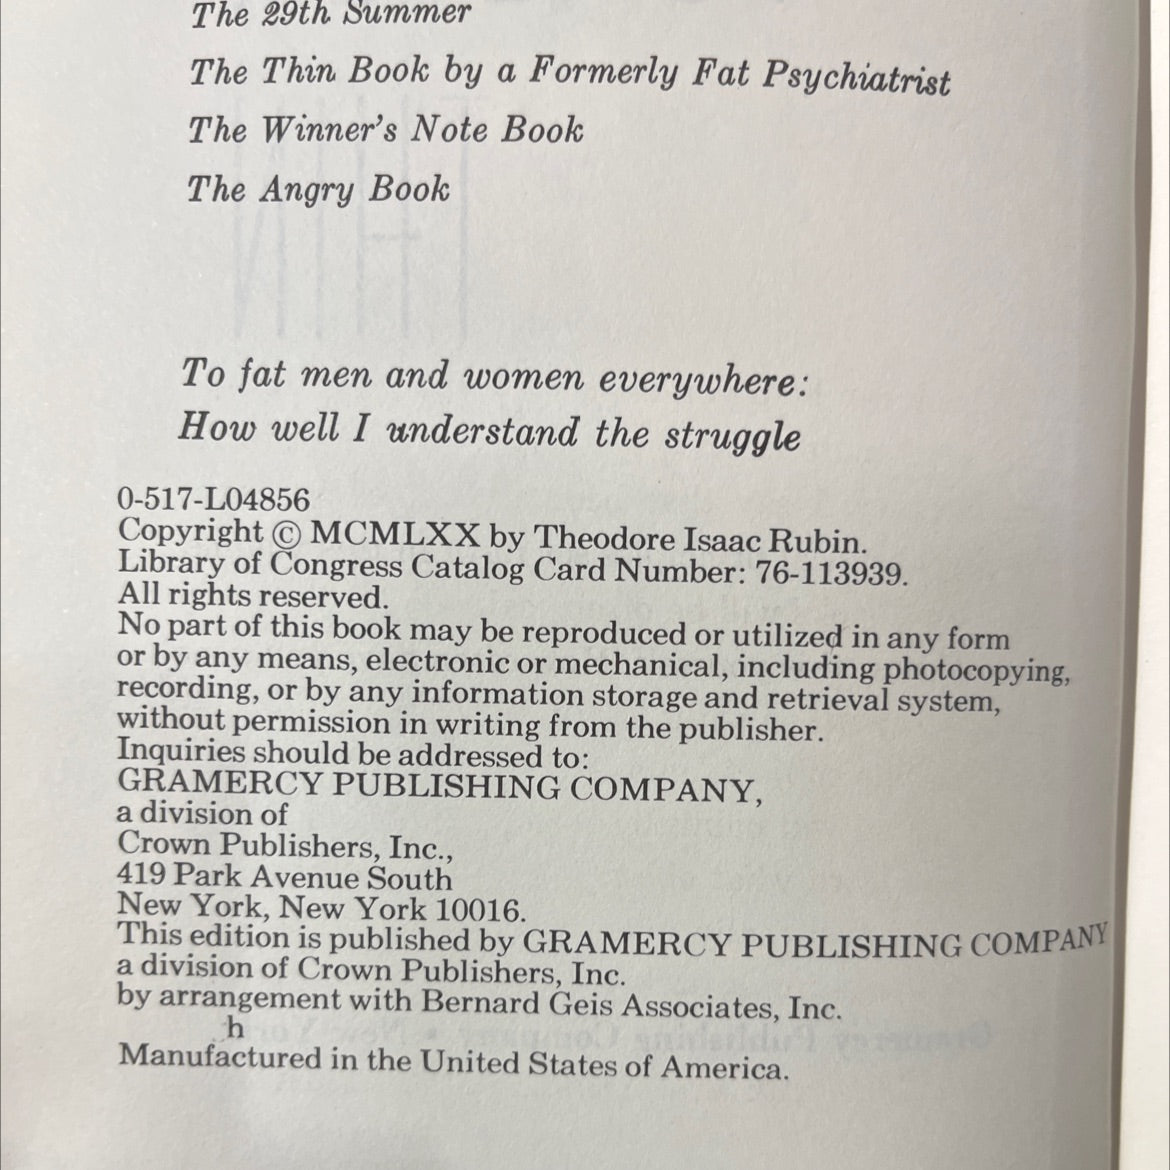 The 29th Summer
The Thin Book by a Formerly Fat Psychiatrist
The Winner's Note Book
The Angry Book
To fat men and women everywhere:
How well I understand the struggle
0-517-L04856
Copyright © MCMLXX by Theodore Isaac Rubin.
Library of Congress Catalog Card Number: 76-113939.
All rights reserved.
No part of this book may be reproduced or utilized in any form
or by any means, electronic or mechanical, including photocopying,
recording, or by any information storage and retrieval system,
without permission in writing from the publisher.
Inquiries should be addressed to:
GRAMERCY PUBLISHING COMPANY,
a division of
Crown Publishers, Inc.,
419 Park Avenue South
New York, New York 10016.
This edition is published by GRAMERCY PUBLISHING COMPANY
a division of Crown Publishers, Inc.
by arrangement with Bernard Geis Associates, Inc.
h
Manufactured in the United States of America.